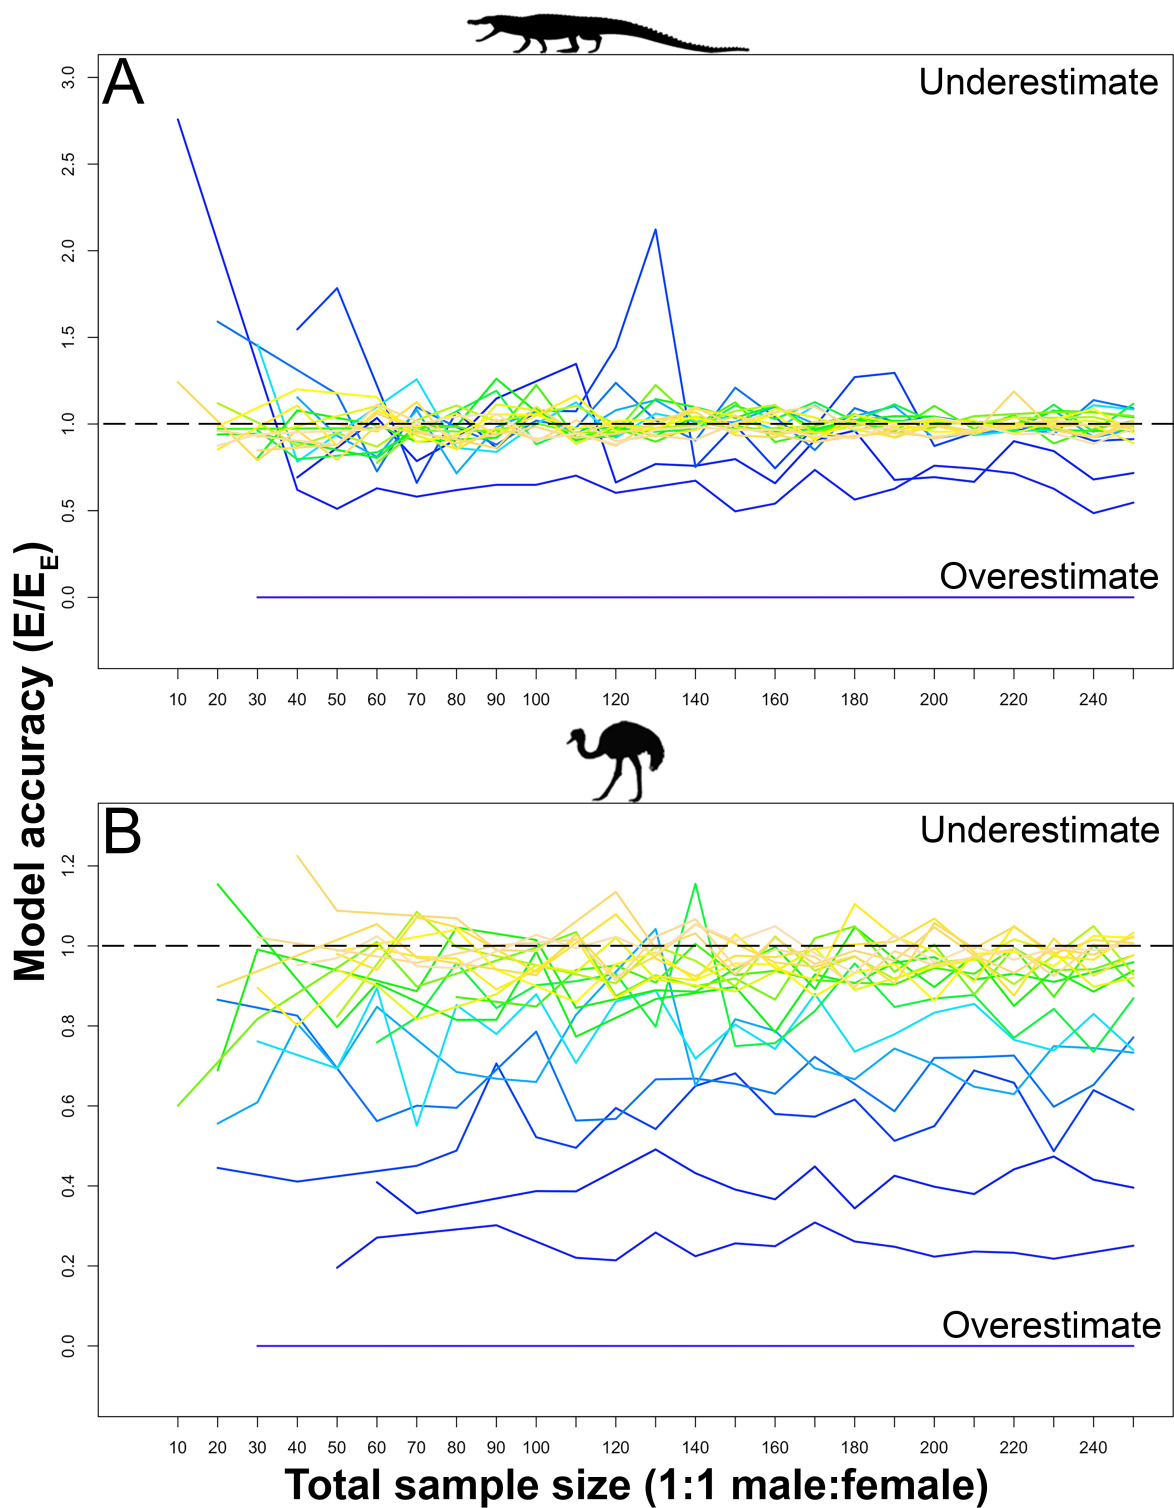 A
Underestimate
3.0
2.5
2.0
1.5
1.0
0.5
0.0
Overestimate
10 20 30 40 50 60 70 80 90 100 120 140 160 180 200 220 240
Model accuracy (E/EE)
B
Underestimate
1.2
1.0
0.8
0.6
0.4
0.2
0.0
Overestimate
10 20 30 40 50 60 70 80 90 100 120 140 160 180 200 220 240
Total sample size (1:1 male:female)